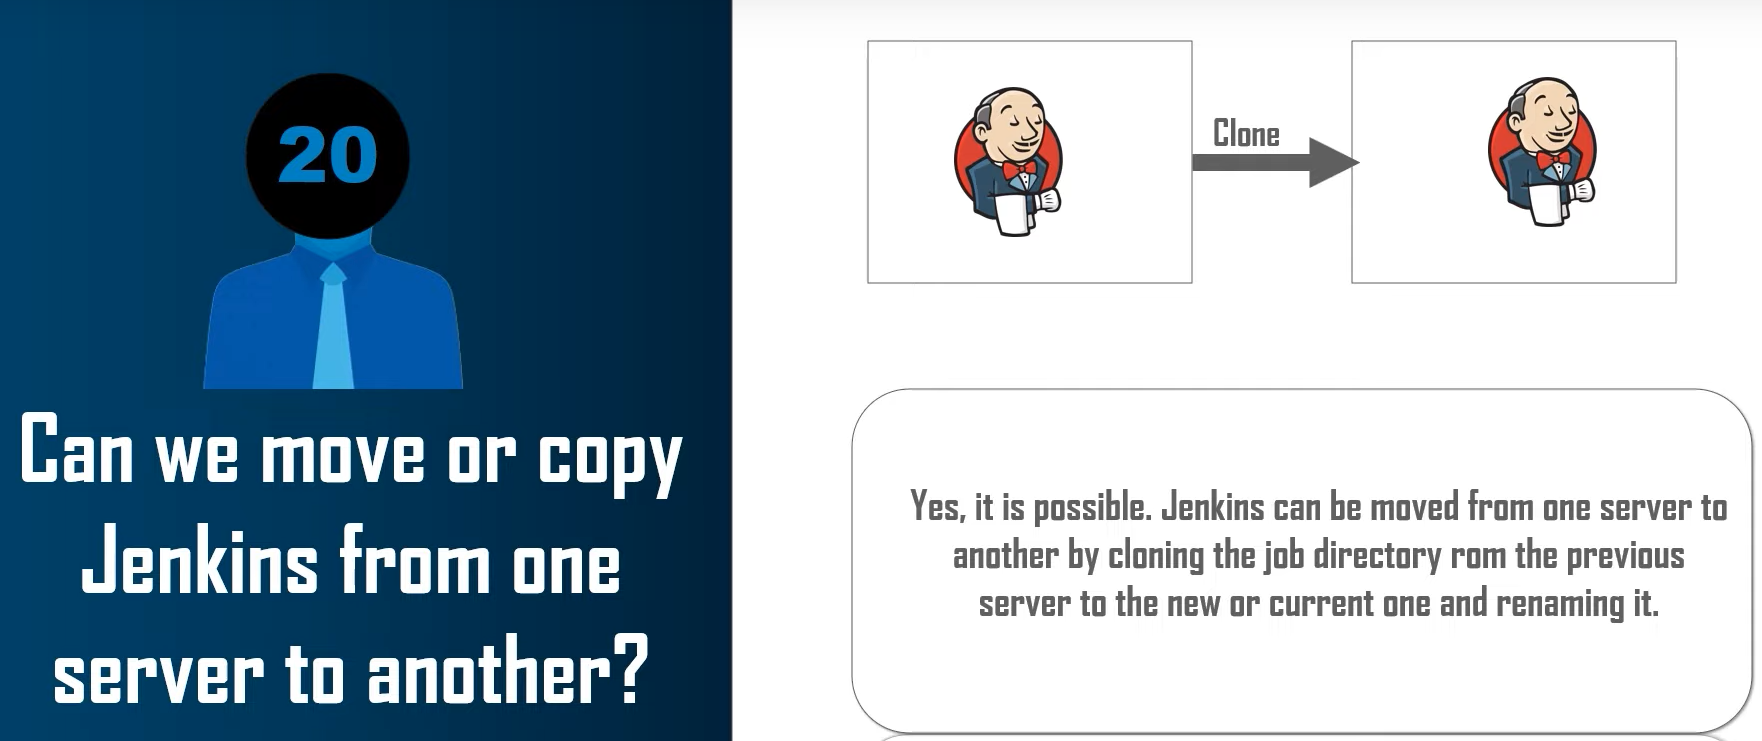 20
Can we move or copy
Jenkins from one
server to another?
Clone
Yes, it is possible. Jenkins can be moved from one server to
another by cloning the job directory rom the previous
server to the new or current one and renaming it.